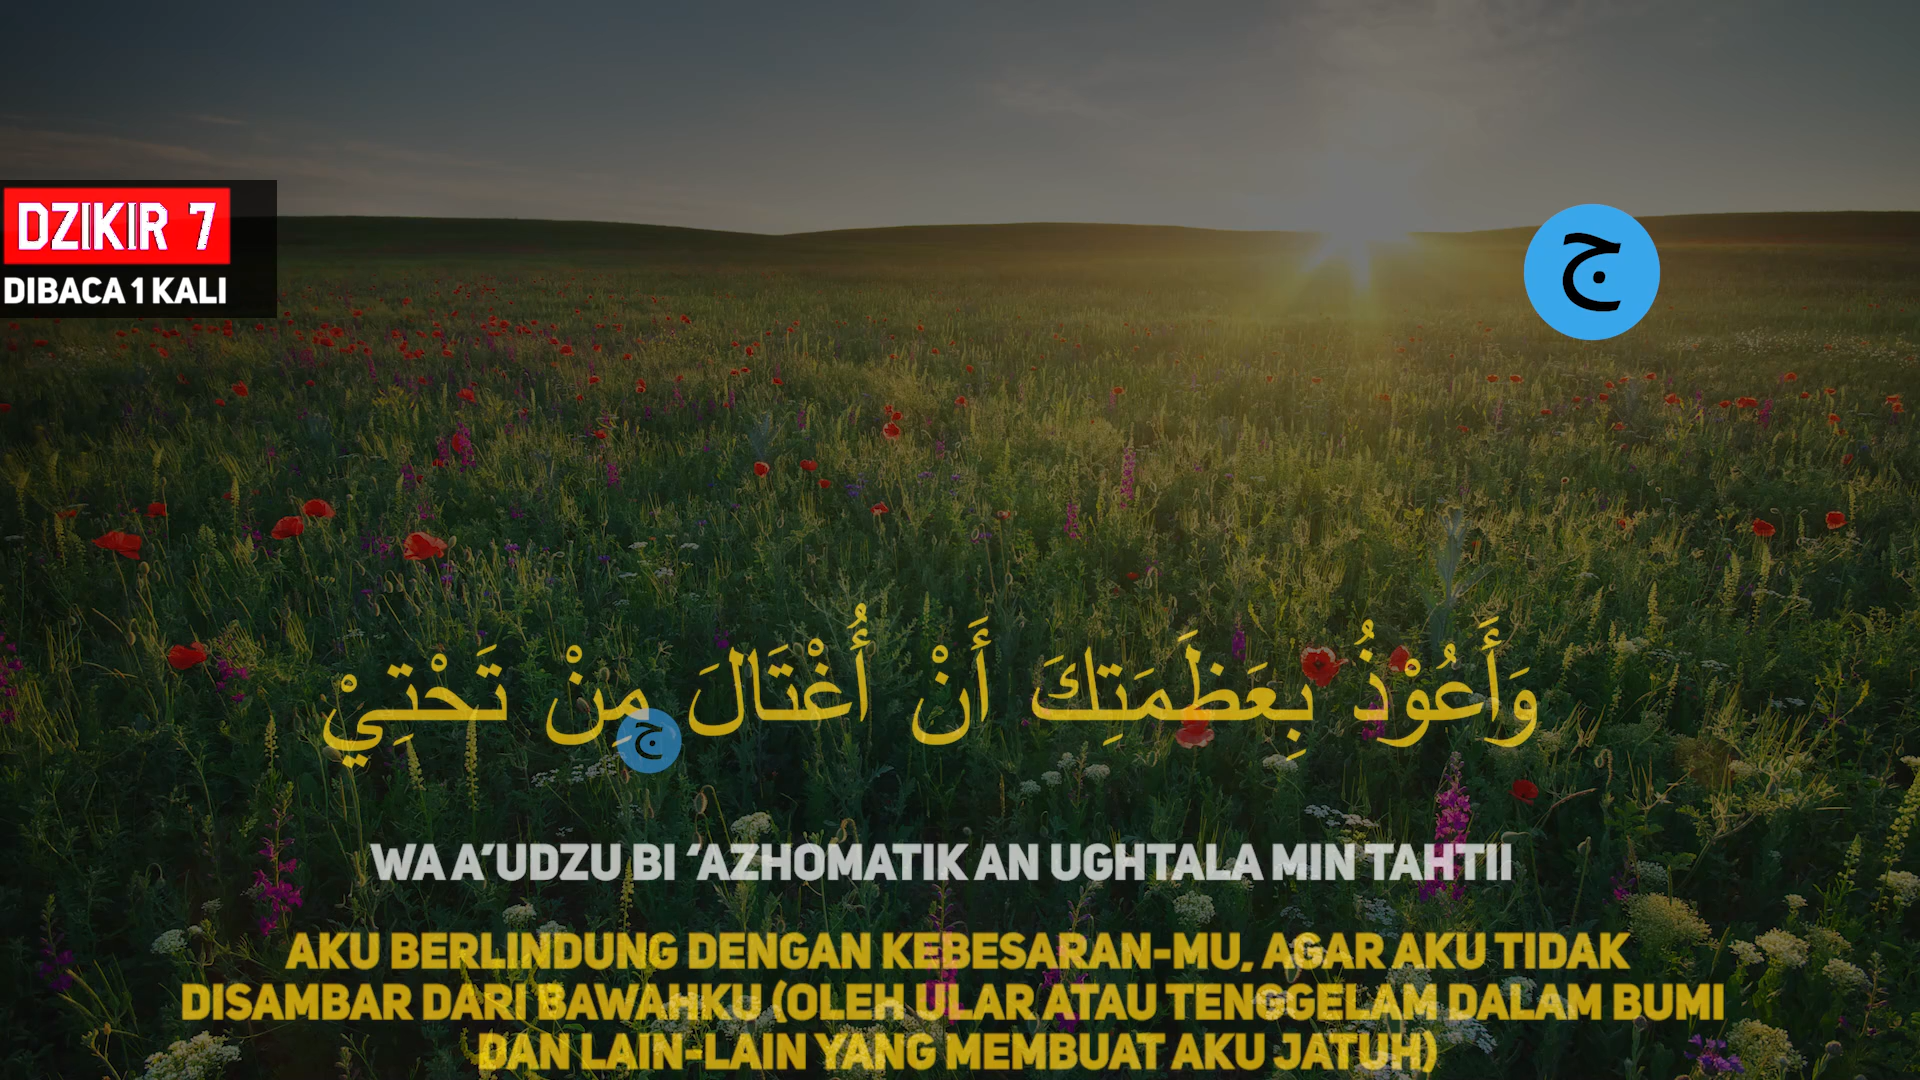 DZIKIR 7
DIBACA 1 KALI
ج
وَأَعُوْذُ بِعَظَمَتِكَ أَنْ أُغْتَالَ مِنْ تَحْتِيْ
ج
WA A'UDZU BI 'AZHOMATIK AN UGHTALA MIN TAHTII
AKU BERLINDUNG DENGAN KEBESARAN-MU, AGAR AKU TIDAK
DISAMBAR DARI BAWAHKU (OLEH ULAR ATAU TENGGELAM DALAM BUMI
DAN LAIN-LAIN YANG MEMBUAT AKU JATUH)